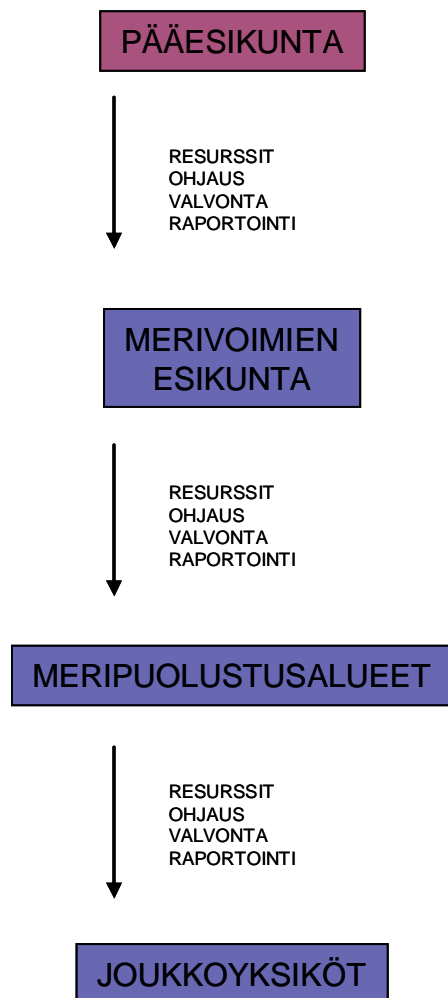 PÄÄESIKUNTA
RESURSSIT
OHJAUS
VALVONTA
RAPORTOINTI
MERIVOIMIEN
ESIKUNTA
RESURSSIT
OHJAUS
VALVONTA
RAPORTOINTI
MERIPUOLUSTUSALUEET
RESURSSIT
OHJAUS
VALVONTA
RAPORTOINTI
JOUKKOYKSIKÖT